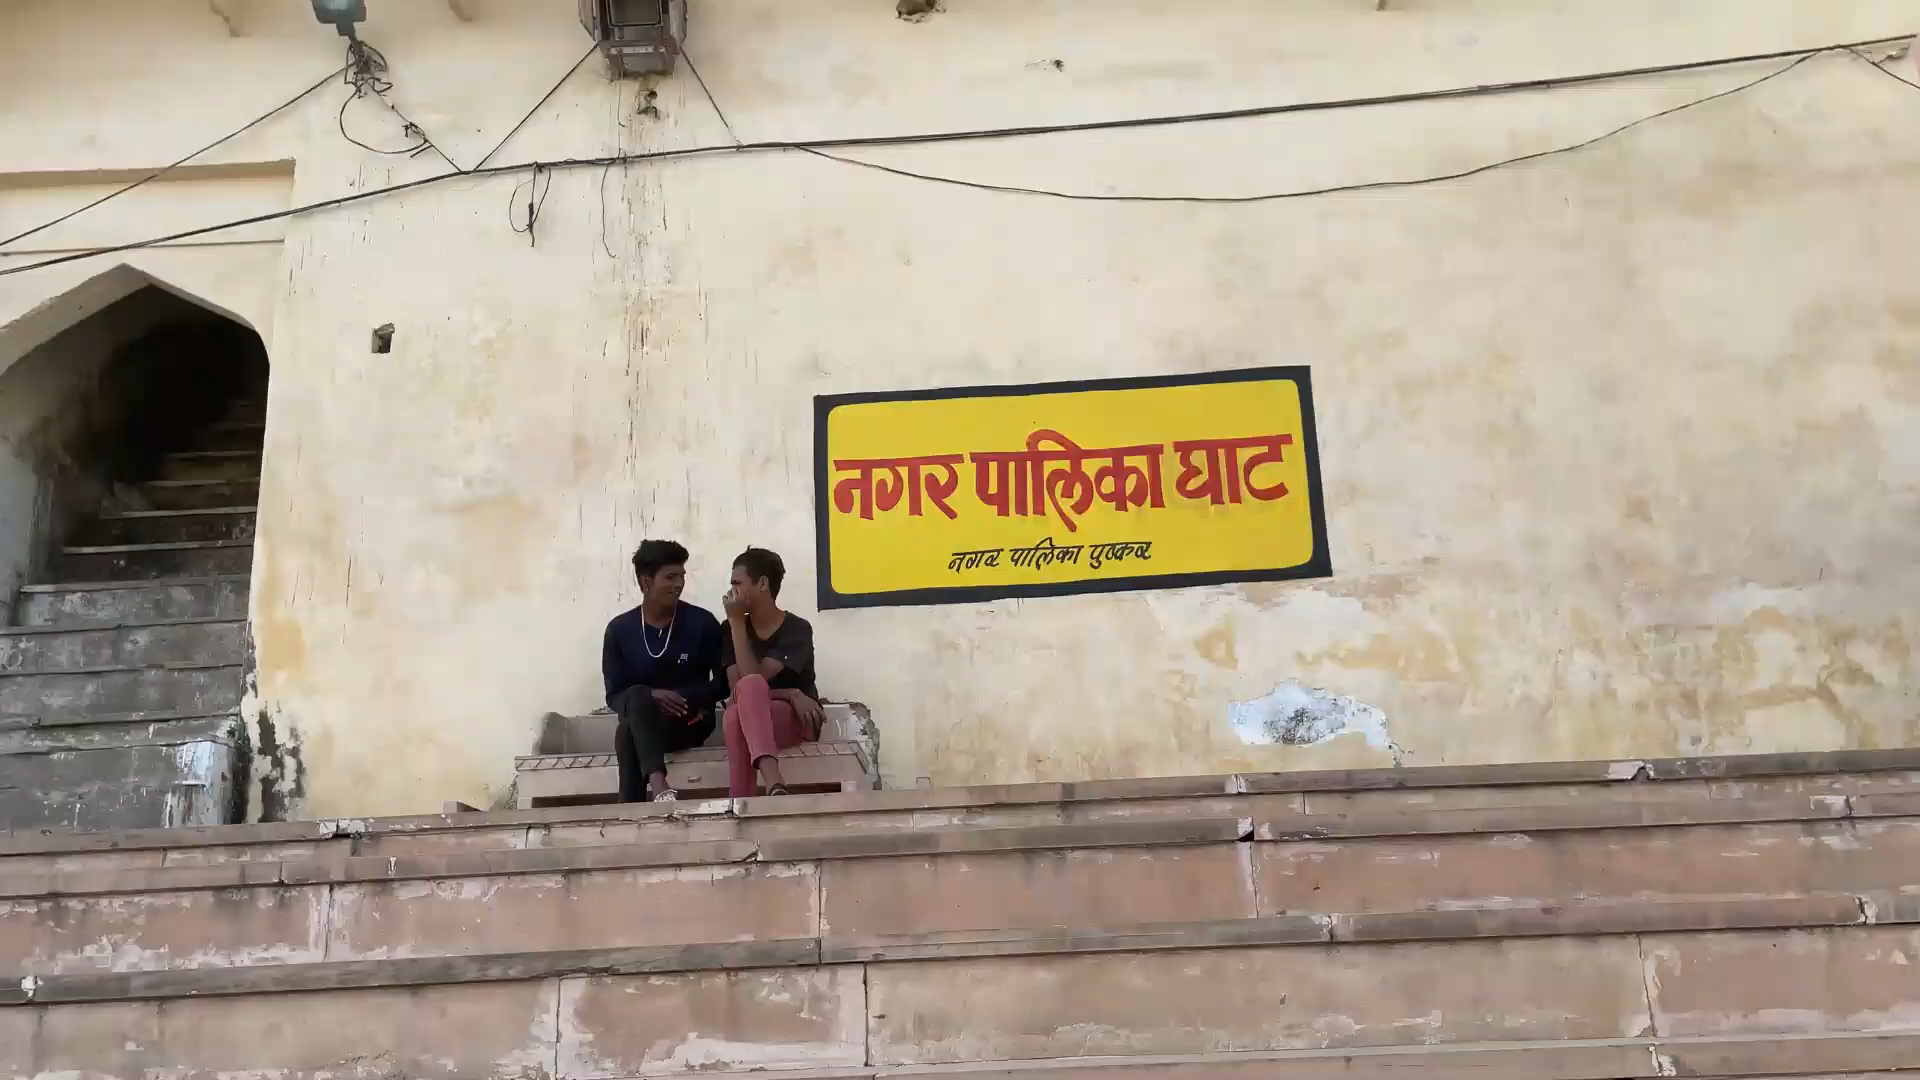 नगर पालिका घाट
नगर पालिका पुष्कर